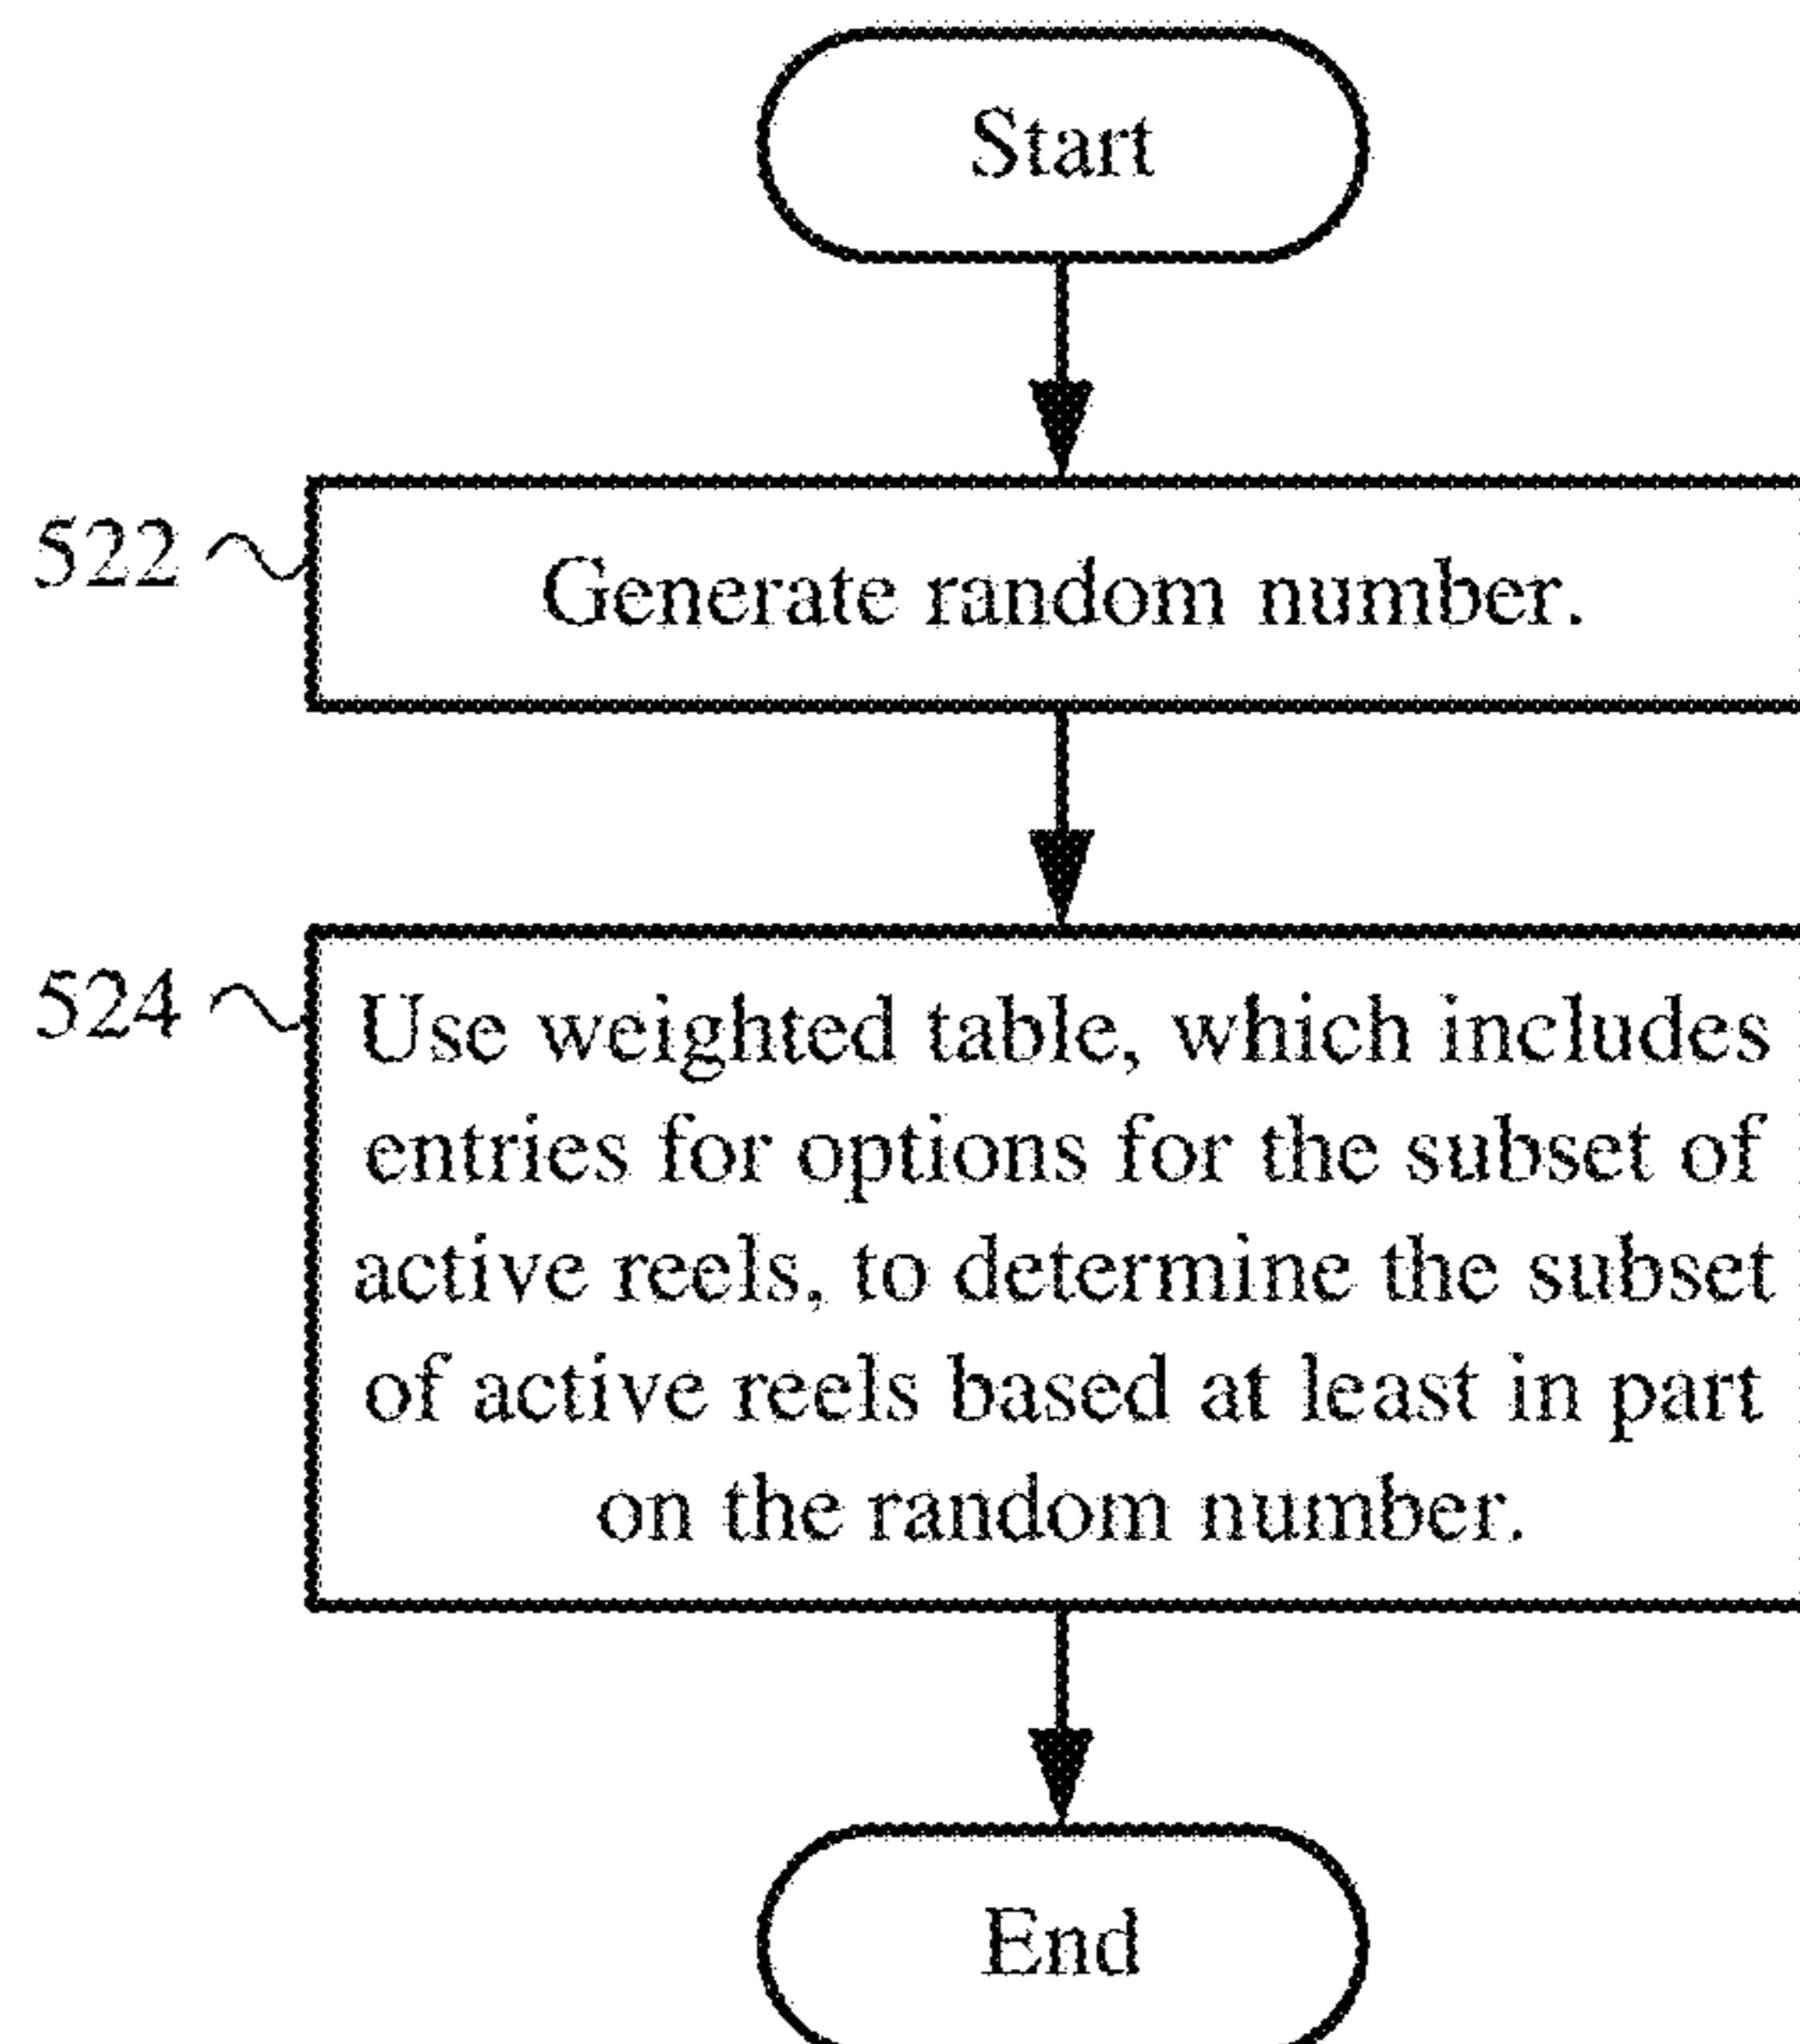 Start
522
Generate random number.
524
Use weighted table, which includes
entries for options for the subset of
active reels, to determine the subset
of active reels based at least in part
on the random number.
End